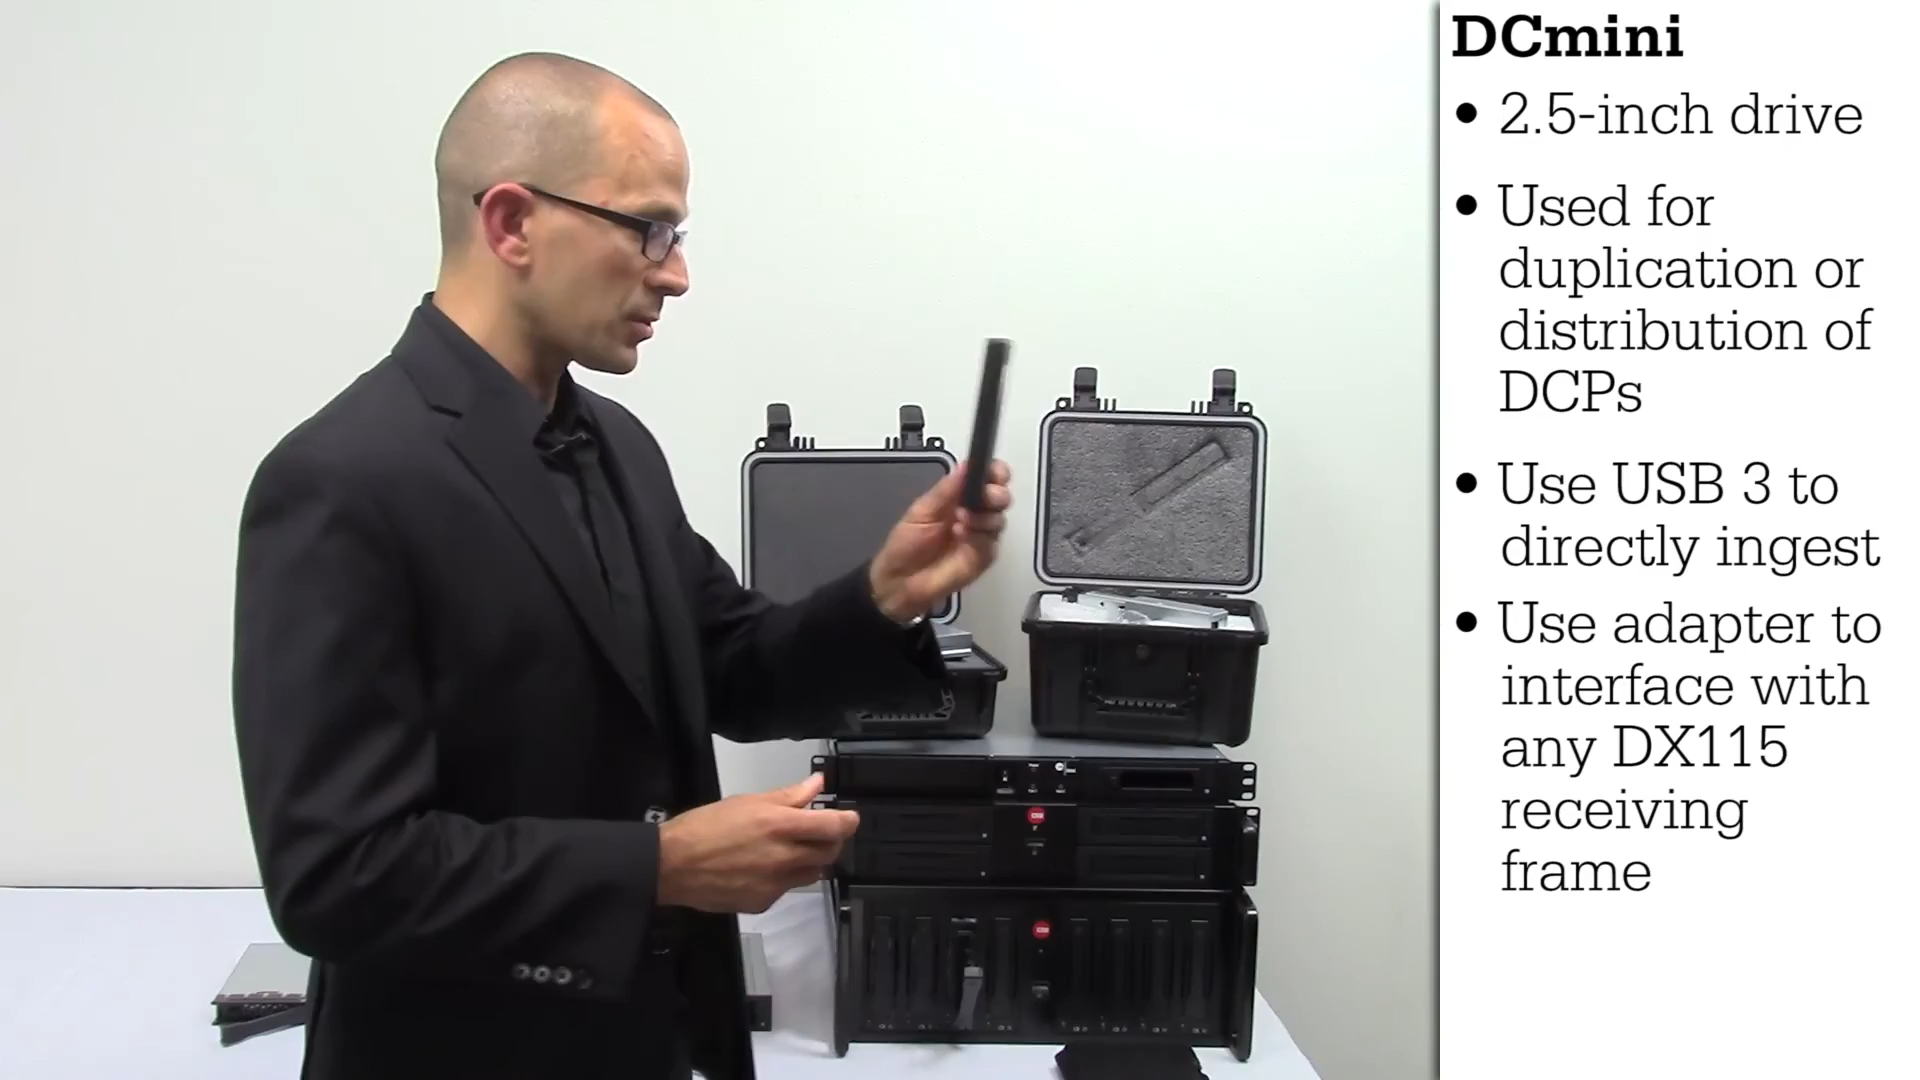 DCmini
• 2.5-inch drive
• Used for
duplication or
distribution of
DCPs
• Use USB 3 to
directly ingest
• Use adapter to
interface with
any DX115
receiving
frame